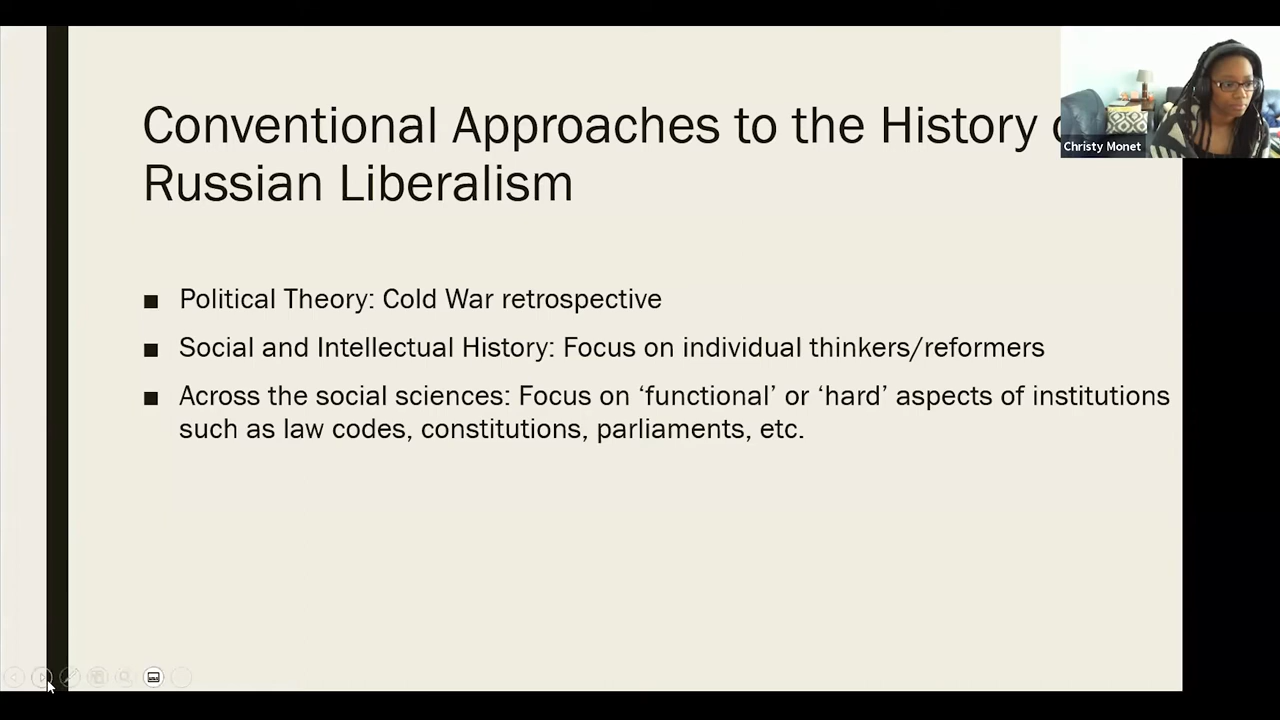 Conventional Approaches to the History
Russian Liberalism
Christy Monet
■ Political Theory: Cold War retrospective
■ Social and Intellectual History: Focus on individual thinkers/reformers
■ Across the social sciences: Focus on ‘functional’ or ‘hard’ aspects of institutions
such as law codes, constitutions, parliaments, etc.